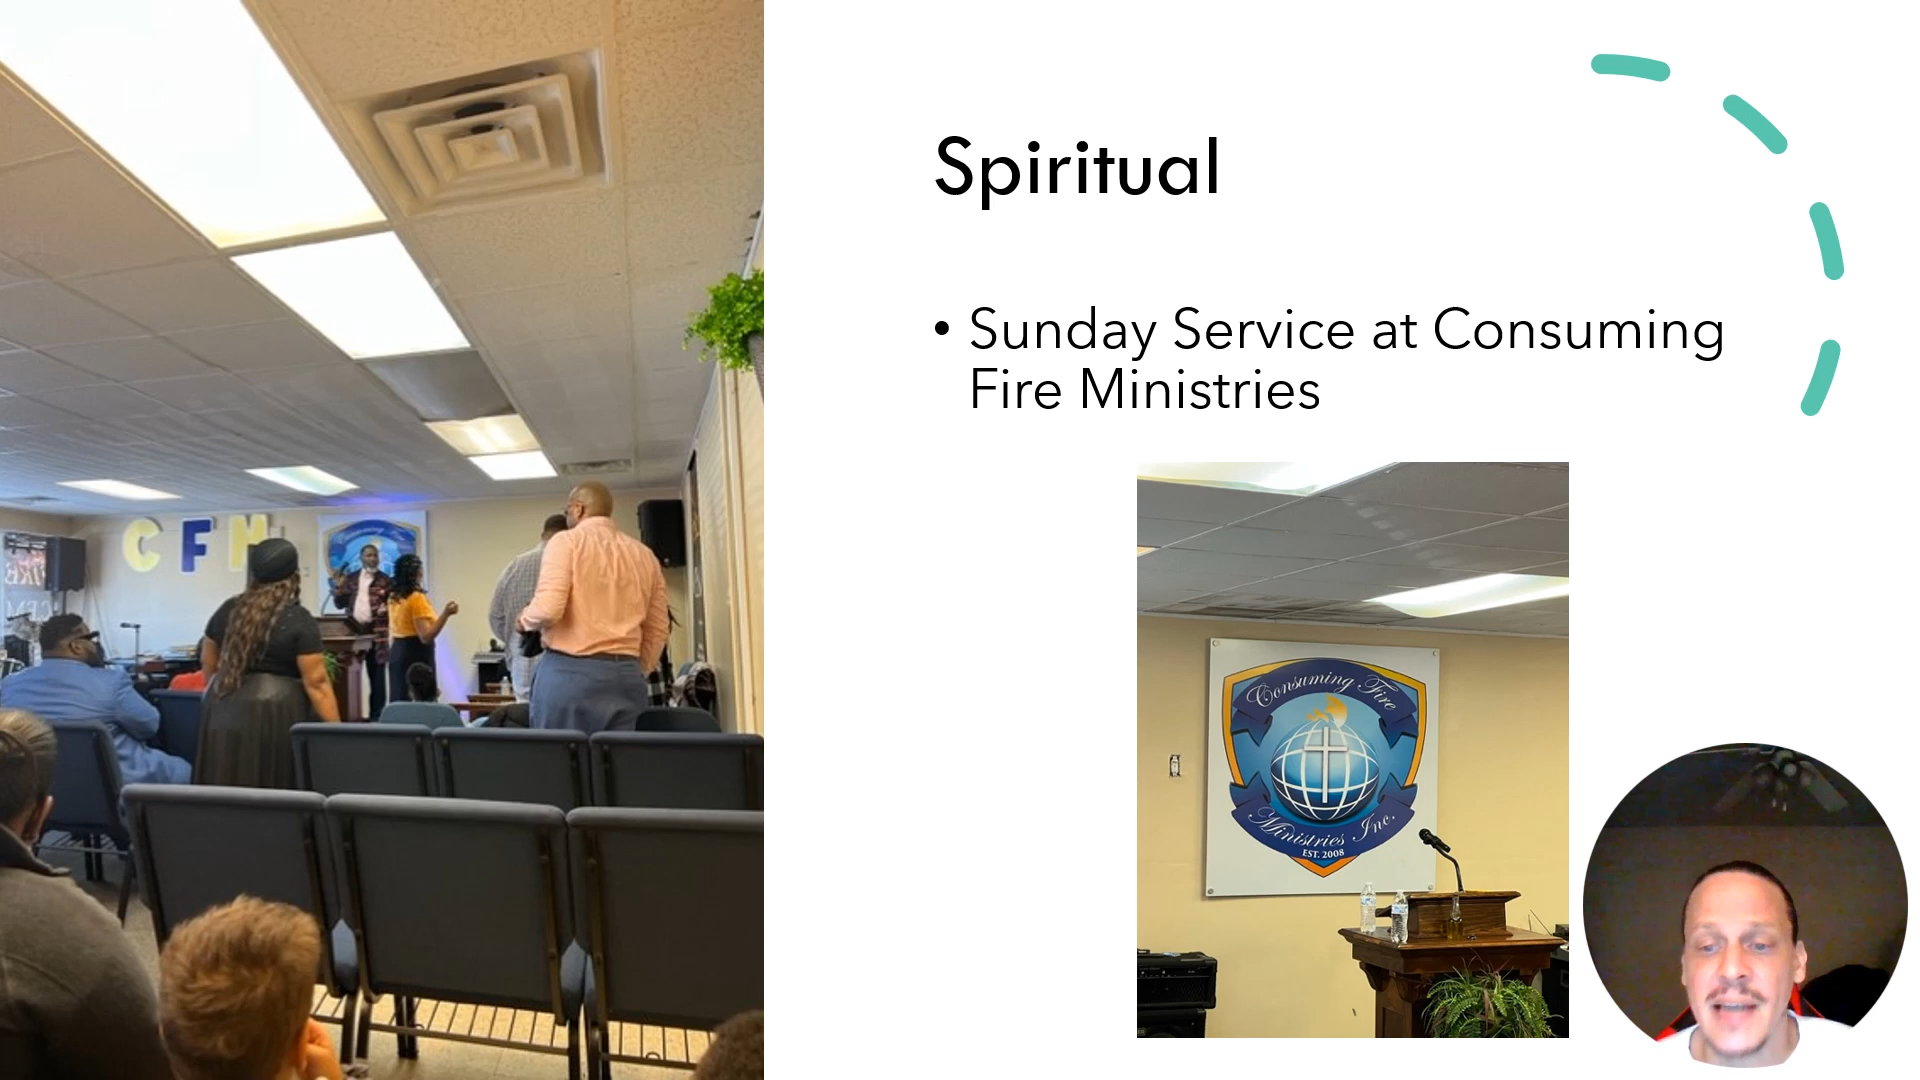 Spiritual
• Sunday Service at Consuming
Fire Ministries
C F M
Consuming Fire
Ministries Inc.
EST. 2008